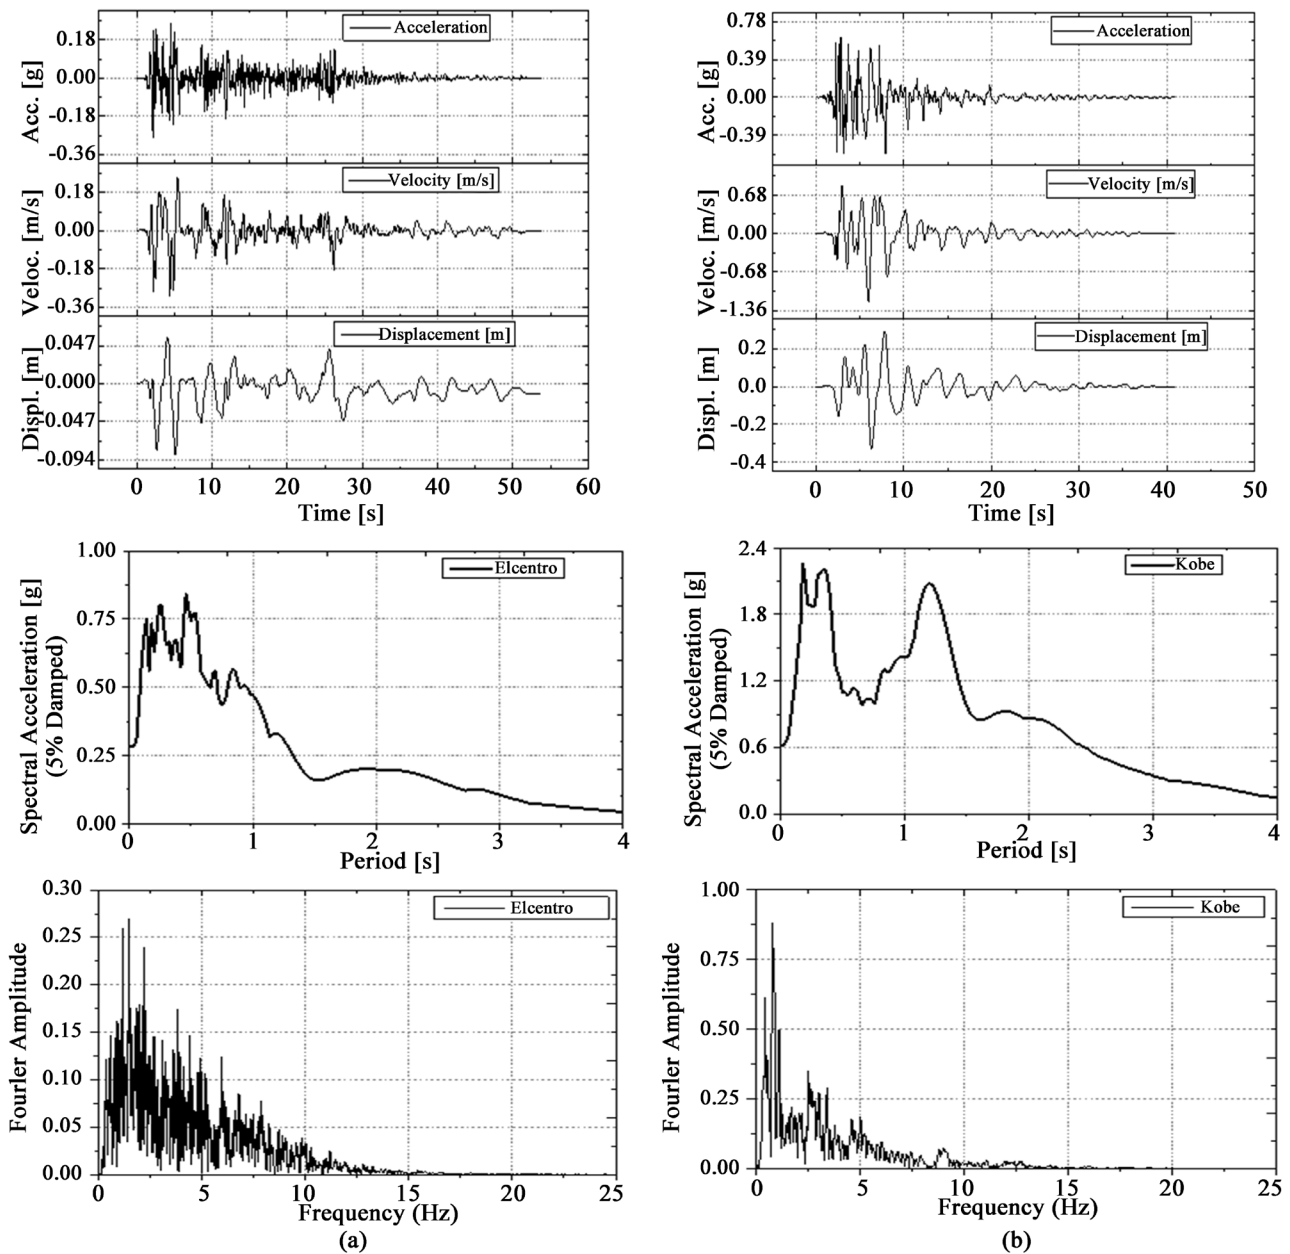 Acceleration
0.18
0.00
-0.18
-0.36
Acc. [g]
Velocity [m/s]
0.18
0.00
-0.18
-0.36
Veloc. [m/s]
Displacement [m]
0.047
0.000
-0.047
-0.094
Displ. [m]
0 10 20 30 40 50 60
Time [s]
Acceleration
0.78
0.39
0.00
-0.39
Acc. [g]
Velocity [m/s]
0.68
0.00
-0.68
-1.36
Veloc. [m/s]
Displacement [m]
0.2
0.0
-0.2
-0.4
Displ. [m]
0 10 20 30 40 50
Time [s]
Elcentro
1.00
0.75
0.50
0.25
0.00
Spectral Acceleration [g]
(5% Damped)
0 1 2 3 4
Period [s]
Kobe
2.4
1.8
1.2
0.6
0.0
Spectral Acceleration [g]
(5% Damped)
0 1 2 3 4
Period [s]
Elcentro
0.30
0.25
0.20
0.15
0.10
0.05
0.00
Fourler Amplitude
0 5 10 15 20 25
Frequency (Hz)
(a)
Kobe
1.00
0.75
0.50
0.25
0.00
Fourler Amplitude
0 5 10 15 20 25
Frequency (Hz)
(b)